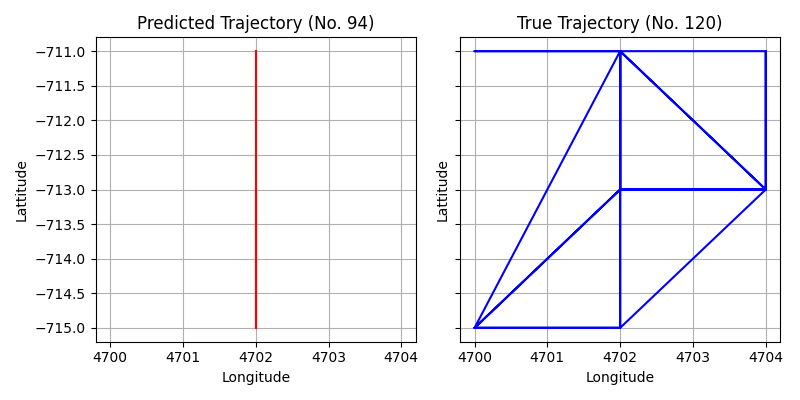 Predicted Trajectory (No. 94)
−711.0
−711.5
−712.0
−712.5
−713.0
−713.5
−714.0
−714.5
−715.0
Lattitude
4700 4701 4702 4703 4704
Longitude
True Trajectory (No. 120)
Lattitude
4700 4701 4702 4703 4704
Longitude